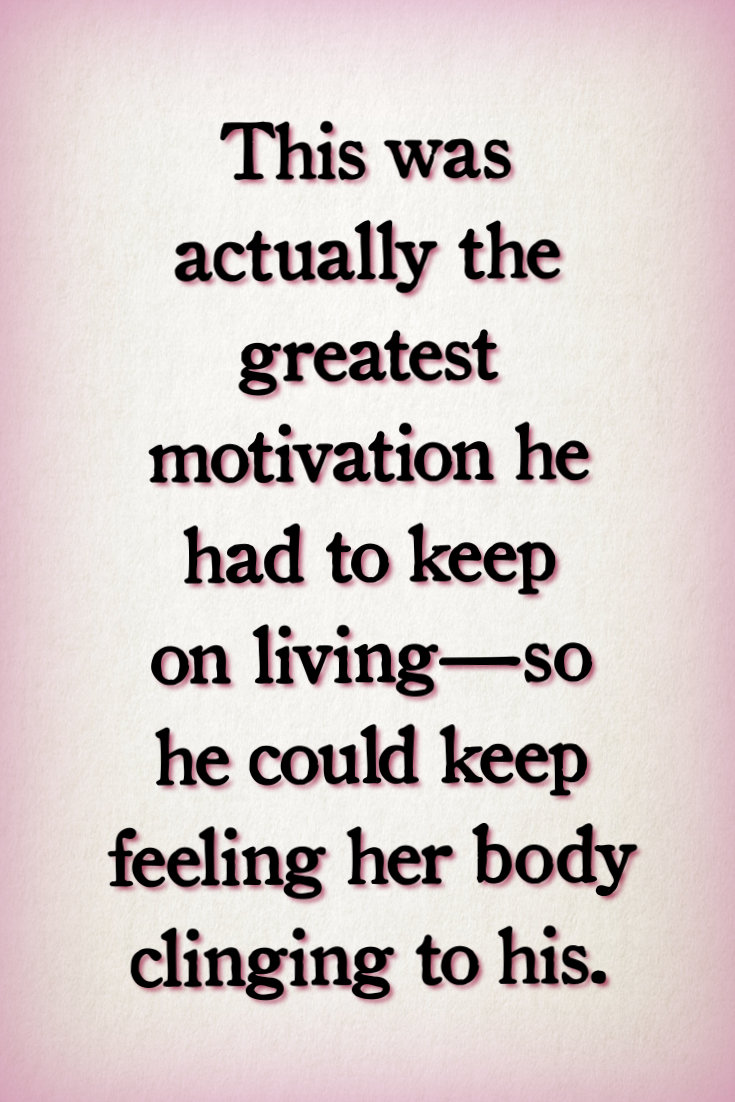 This was
actually the
greatest
motivation he
had to keep
on living—so
he could keep
feeling her body
clinging to his.